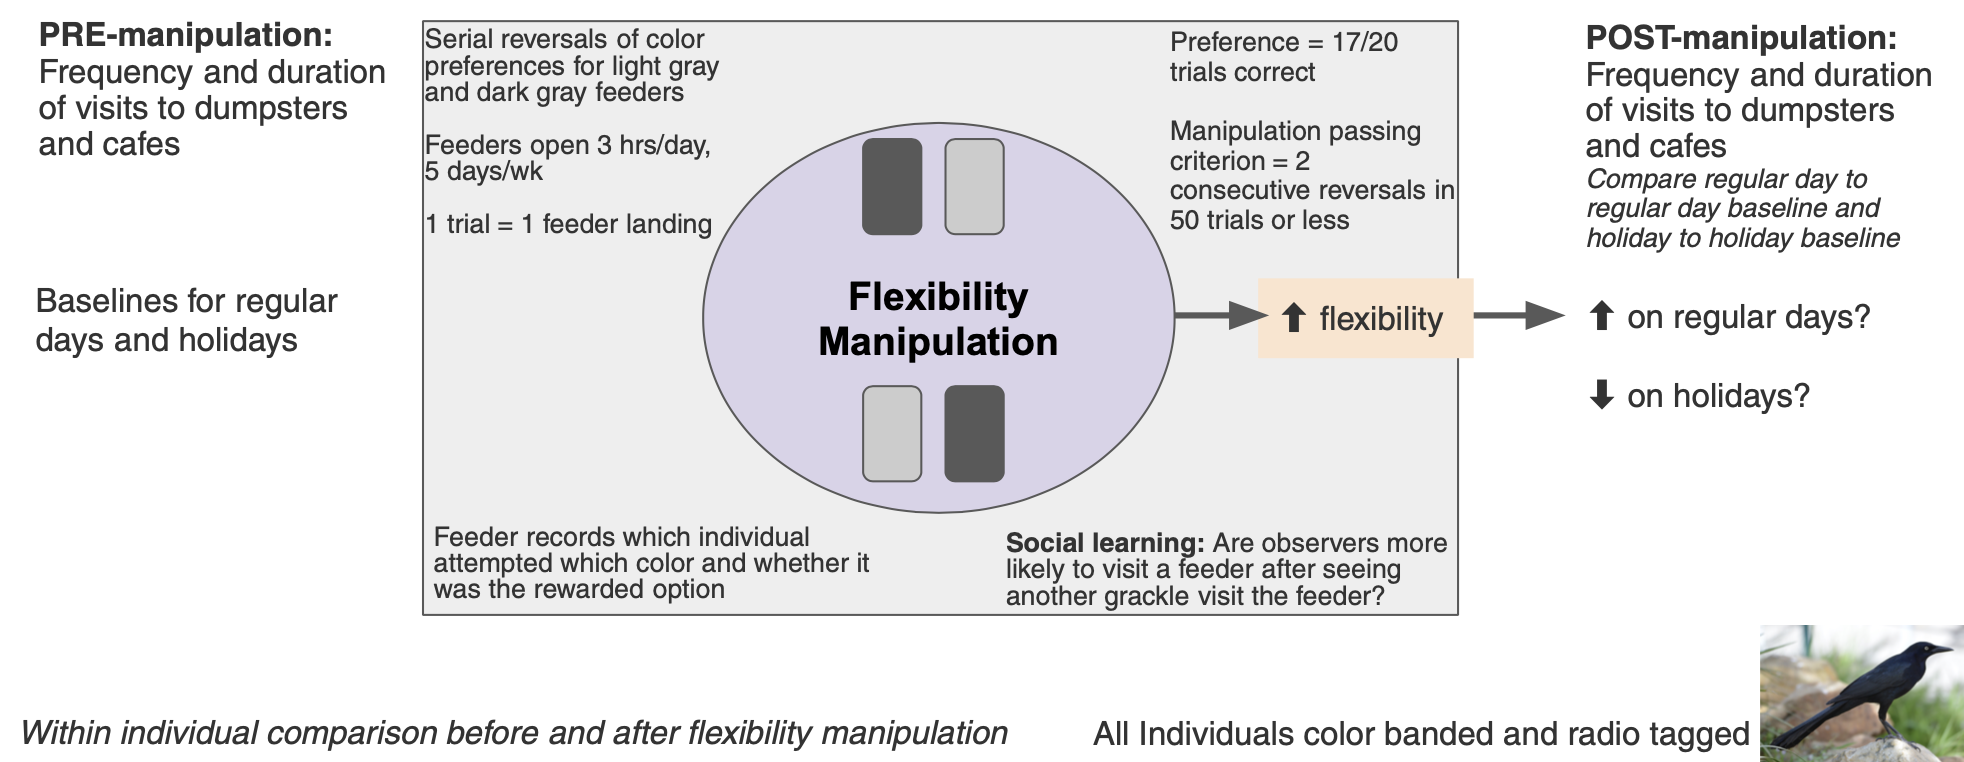 PRE-manipulation:
Frequency and duration
of visits to dumpsters
and cafes
Baselines for regular
days and holidays
Serial reversals of color
preferences for light gray
and dark gray feeders
Feeders open 3 hrs/day,
5 days/wk
1 trial = 1 feeder landing
Preference = 17/20
trials correct
Manipulation passing
criterion = 2
consecutive reversals in
50 trials or less
Flexibility
Manipulation
flexibility
Feeder records which individual
attempted which color and whether it
was the rewarded option
Social learning: Are observers more
likely to visit a feeder after seeing
another grackle visit the feeder?
POST-manipulation:
Frequency and duration
of visits to dumpsters
and cafes
Compare regular day to
regular day baseline and
holiday to holiday baseline
on regular days?
on holidays?
Within individual comparison before and after flexibility manipulation
All Individuals color banded and radio tagged